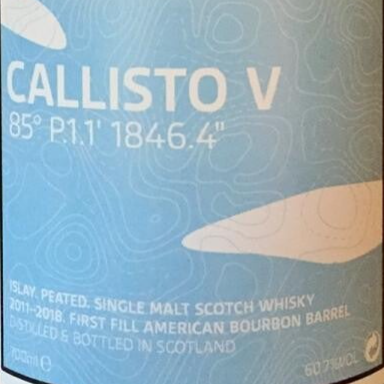 CALLISTO V
85° P.1.1' 1846.4"
ISLAY. PEATED. SINGLE MALT SCOTCH WHISKY
2011-2018. FIRST FILL AMERICAN BOURBON BARREL
DISTILLED & BOTTLED IN SCOTLAND
700ml ℮ 60.7%VOL